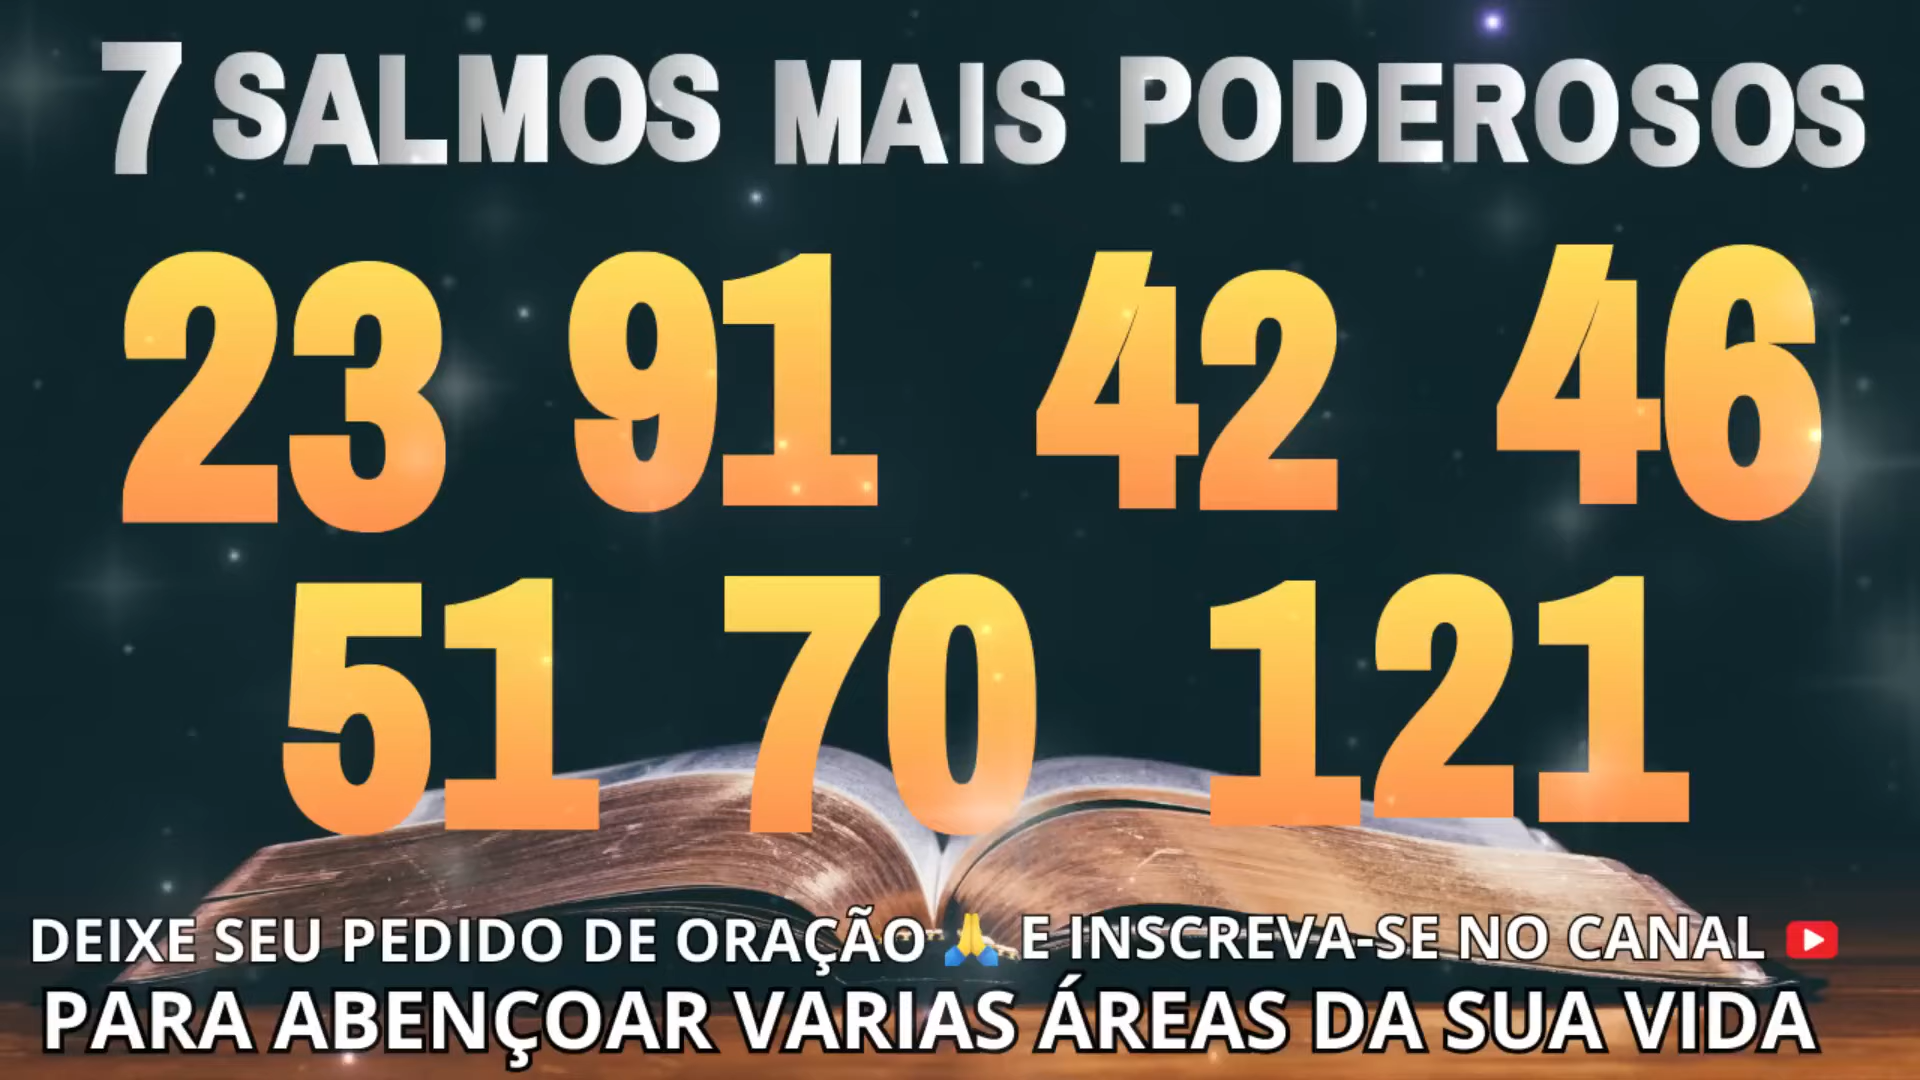 7 SALMOS MAIS PODEROSOS
23 91 42 46
51 70 121
DEIXE SEU PEDIDO DE ORAÇÃO 🙏 E INSCREVA-SE NO CANAL
PARA ABENÇOAR VARIAS ÁREAS DA SUA VIDA